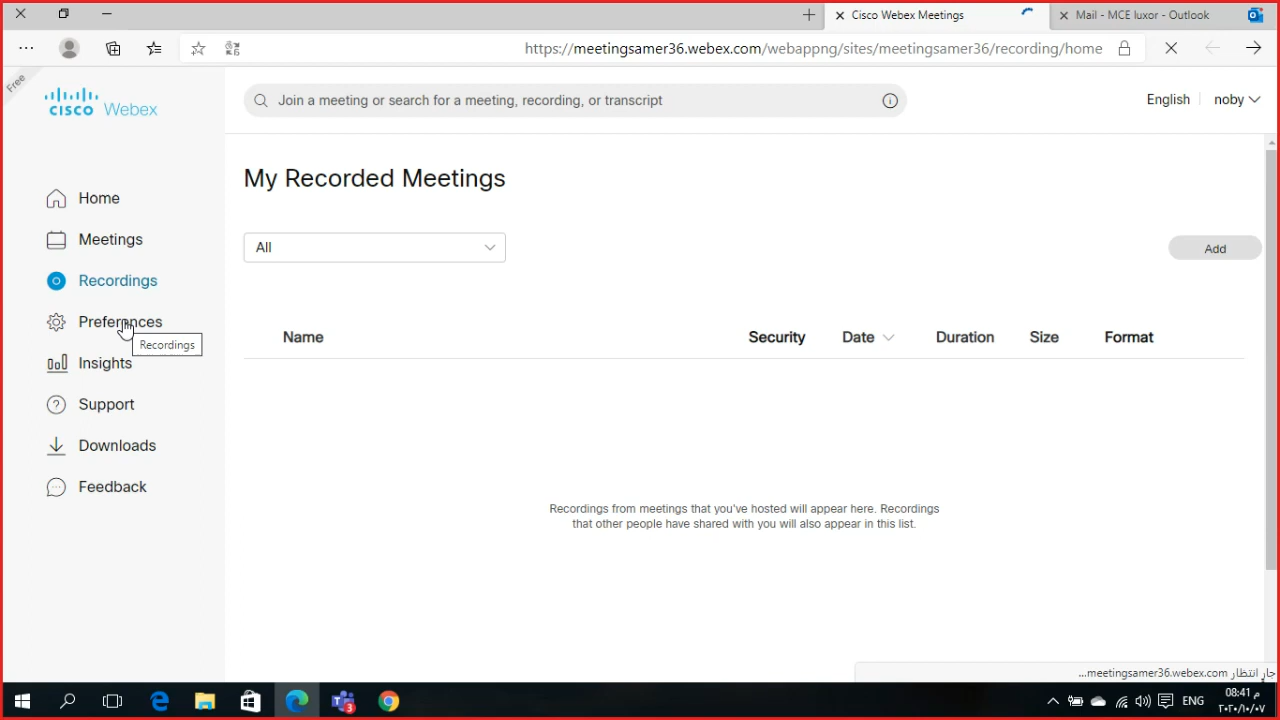 Cisco Webex Meetings
Mail - MCE luxor - Outlook
https://meetingsamer36.webex.com/webappng/sites/meetingsamer36/recording/home
Free
cisco Webex
Join a meeting or search for a meeting, recording, or transcript
English
noby
Home
Meetings
Recordings
Preferences
Recordings
Insights
Support
Downloads
Feedback
My Recorded Meetings
All
Add
Name
Security
Date
Duration
Size
Format
Recordings from meetings that you've hosted will appear here. Recordings
that other people have shared with you will also appear in this list.
جارٍ انتظار meetingsamer36.webex.com...
3
ENG
08:41 م
٢٠٢٠/١٠/٠٧